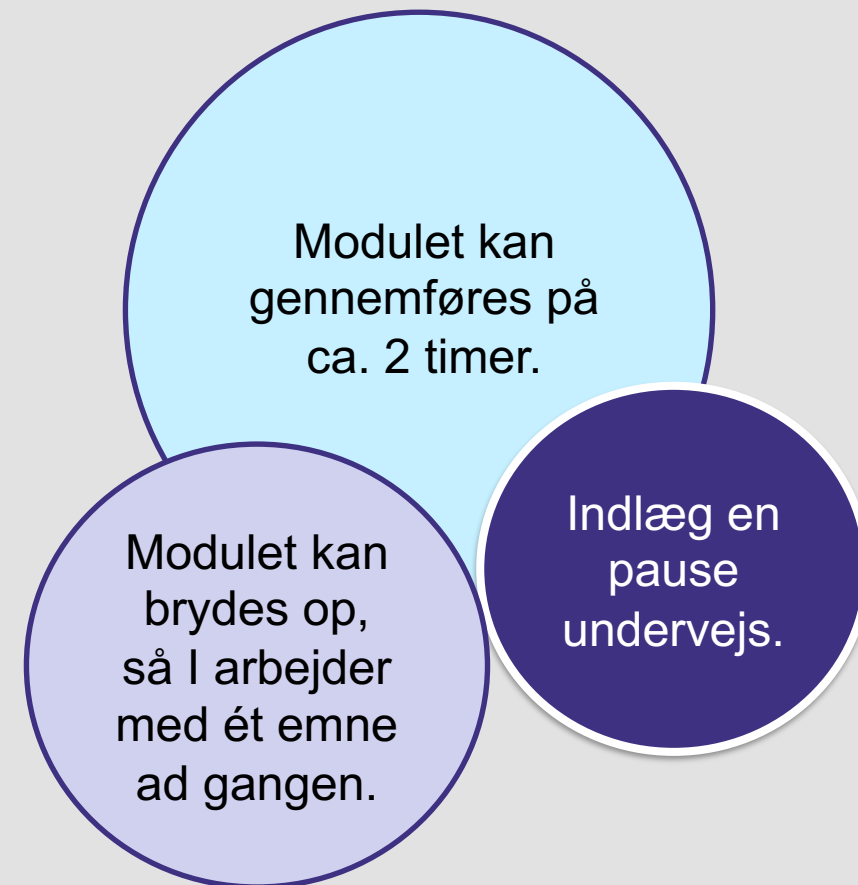 Modulet kan
gennemføres på
ca. 2 timer.
Modulet kan
brydes op,
så I arbejder
med ét emne
ad gangen.
Indlæg en
pause
undervejs.